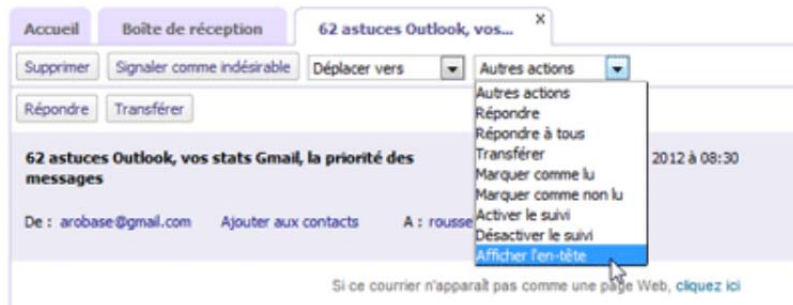 Accueil Boîte de réception 62 astuces Outlook, vos... x
Supprimer Signaler comme indésirable Déplacer vers Autres actions
Répondre Transférer
Autres actions
Répondre
Répondre à tous
Transférer
Marquer comme lu
Marquer comme non lu
Activer le suivi
Désactiver le suivi
Afficher l'en-tête
62 astuces Outlook, vos stats Gmail, la priorité des 2012 à 08:30
messages
De : arobase@gmail.com Ajouter aux contacts A : rousse
Si ce courrier n'apparaît pas comme une page Web, cliquez ici